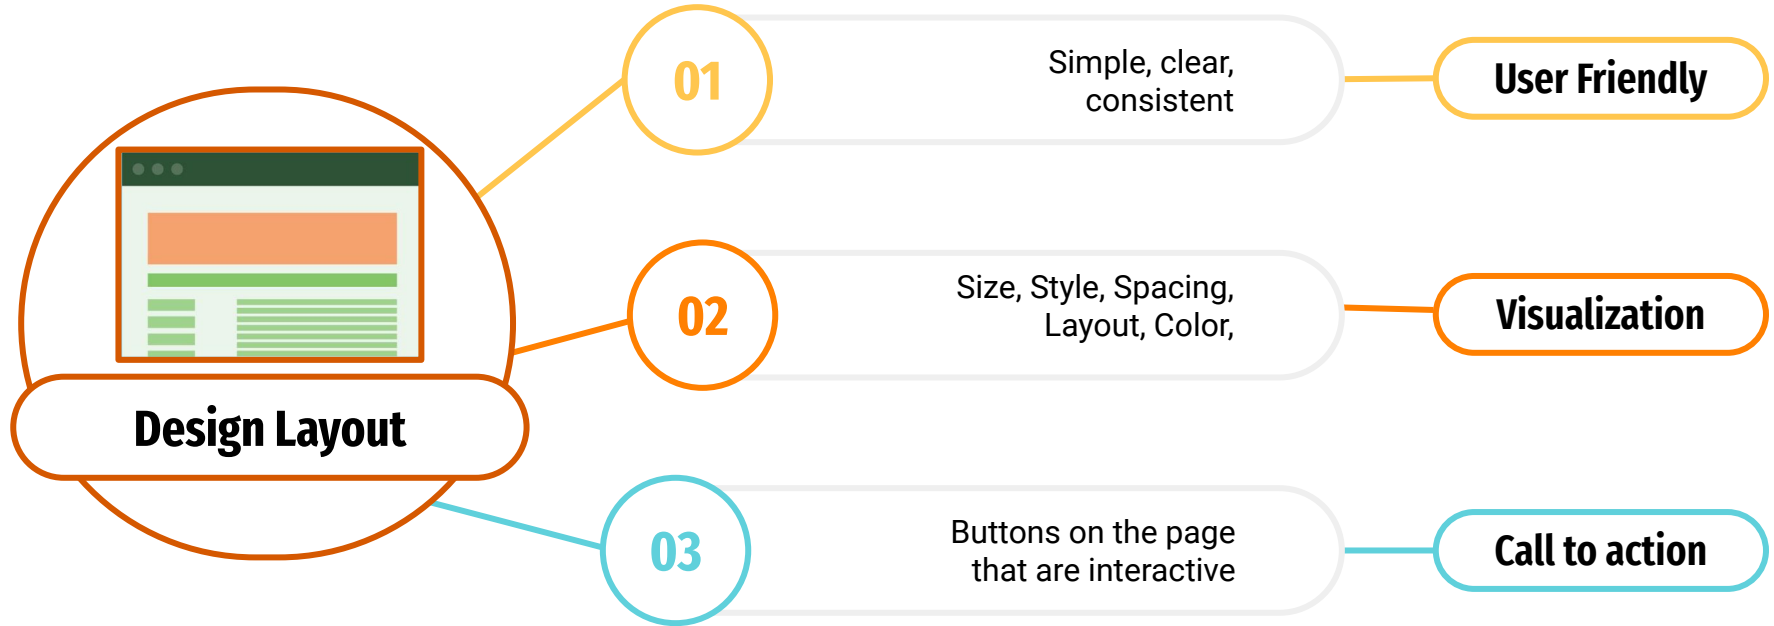 Design Layout
01
Simple, clear,
consistent
User Friendly
02
Size, Style, Spacing,
Layout, Color,
Visualization
03
Buttons on the page
that are interactive
Call to action